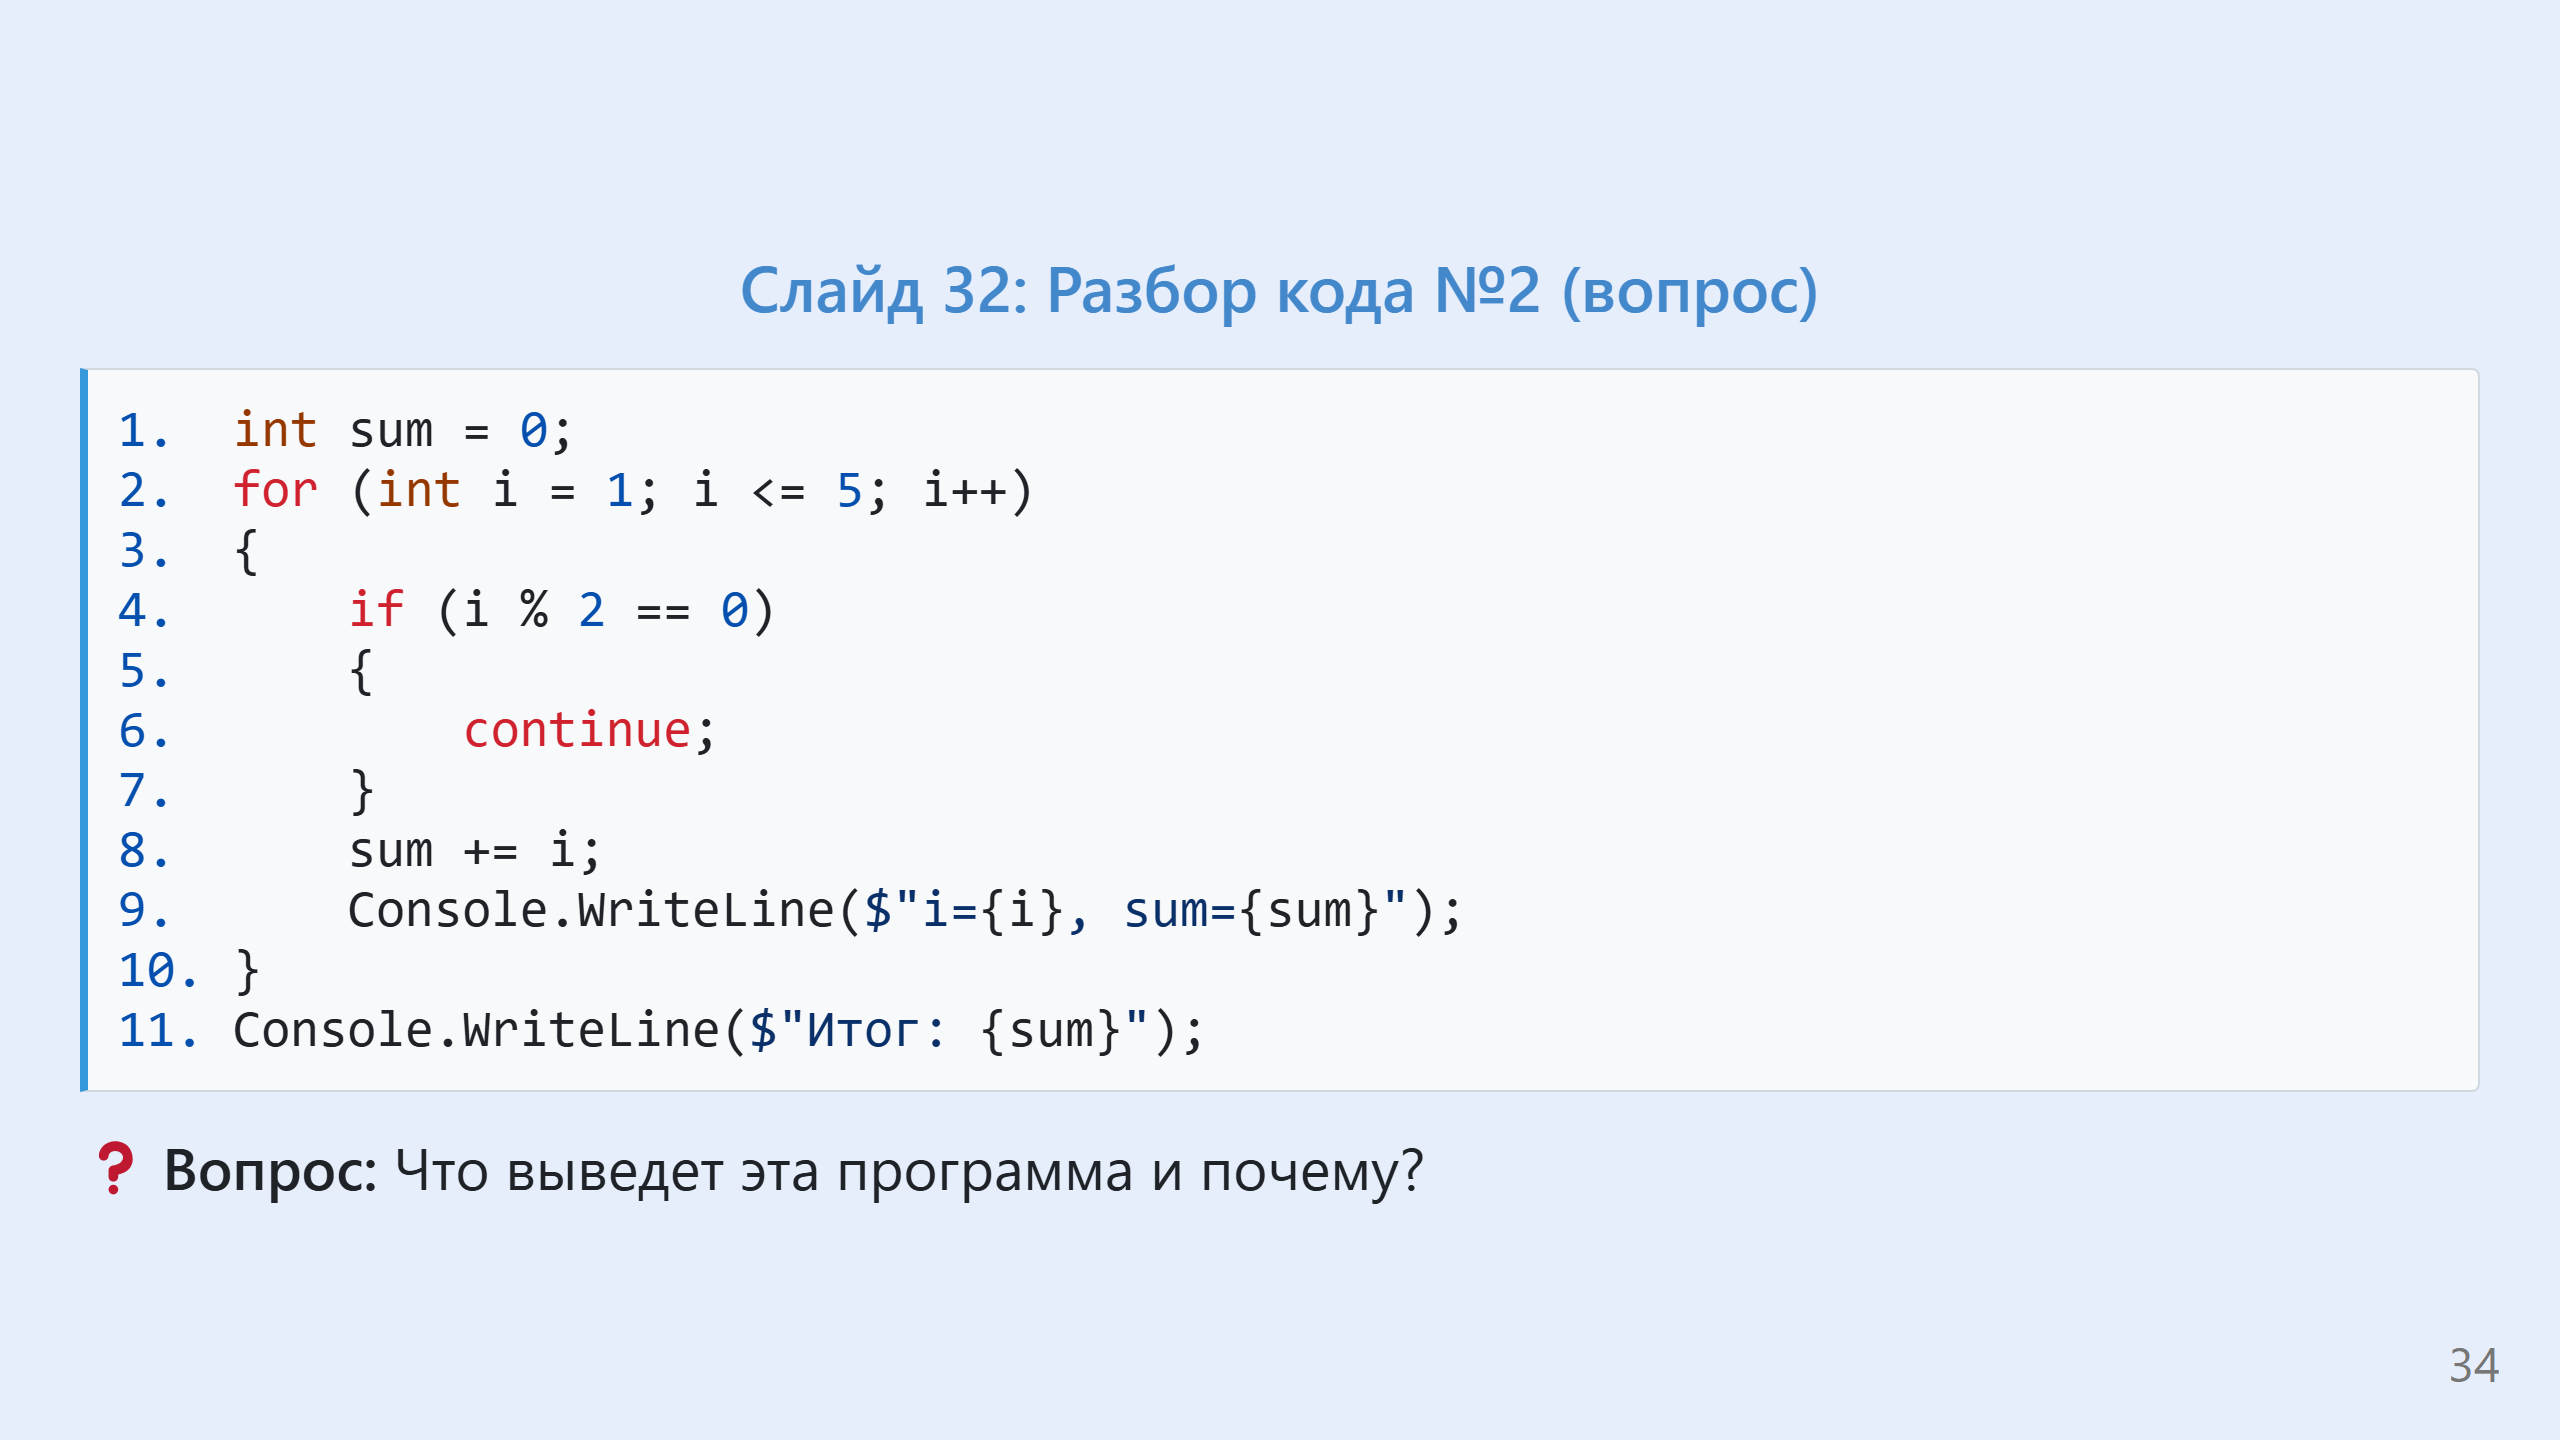 Слайд 32: Разбор кода №2 (вопрос)
1.  int sum = 0;
2.  for (int i = 1; i <= 5; i++)
3.  {
4.      if (i % 2 == 0)
5.      {
6.          continue;
7.      }
8.      sum += i;
9.      Console.WriteLine($"i={i}, sum={sum}");
10. }
11. Console.WriteLine($"Итог: {sum}");
❓ Вопрос: Что выведет эта программа и почему?
34